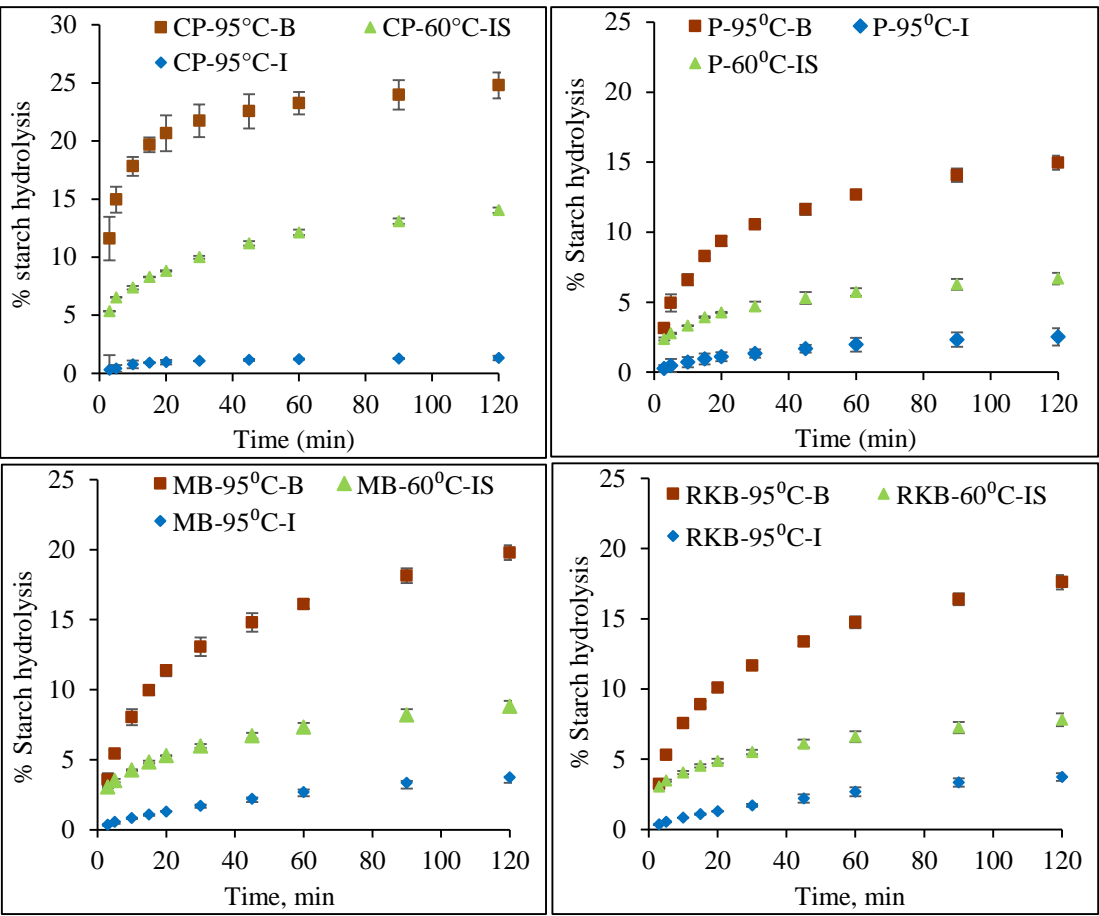 CP-95°C-B CP-60°C-IS
CP-95°C-I
% starch hydrolysis
30
25
20
15
10
5
0
0 20 40 60 80 100 120
Time (min)
P-95⁰C-B P-95⁰C-I
P-60⁰C-IS
% Starch hydrolysis
25
20
15
10
5
0
0 20 40 60 80 100 120
Time (min)
MB-95⁰C-B MB-60⁰C-IS
MB-95⁰C-I
% Starch hydrolysis
25
20
15
10
5
0
0 20 40 60 80 100 120
Time, min
RKB-95⁰C-B RKB-60⁰C-IS
RKB-95⁰C-I
% Starch hydrolysis
25
20
15
10
5
0
0 20 40 60 80 100 120
Time, min